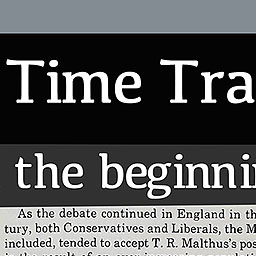 Time Tra
the beginni
As the debate continued in England in th
tury, both Conservatives and Liberals, the M
included, tended to accept T. R. Malthus's pos